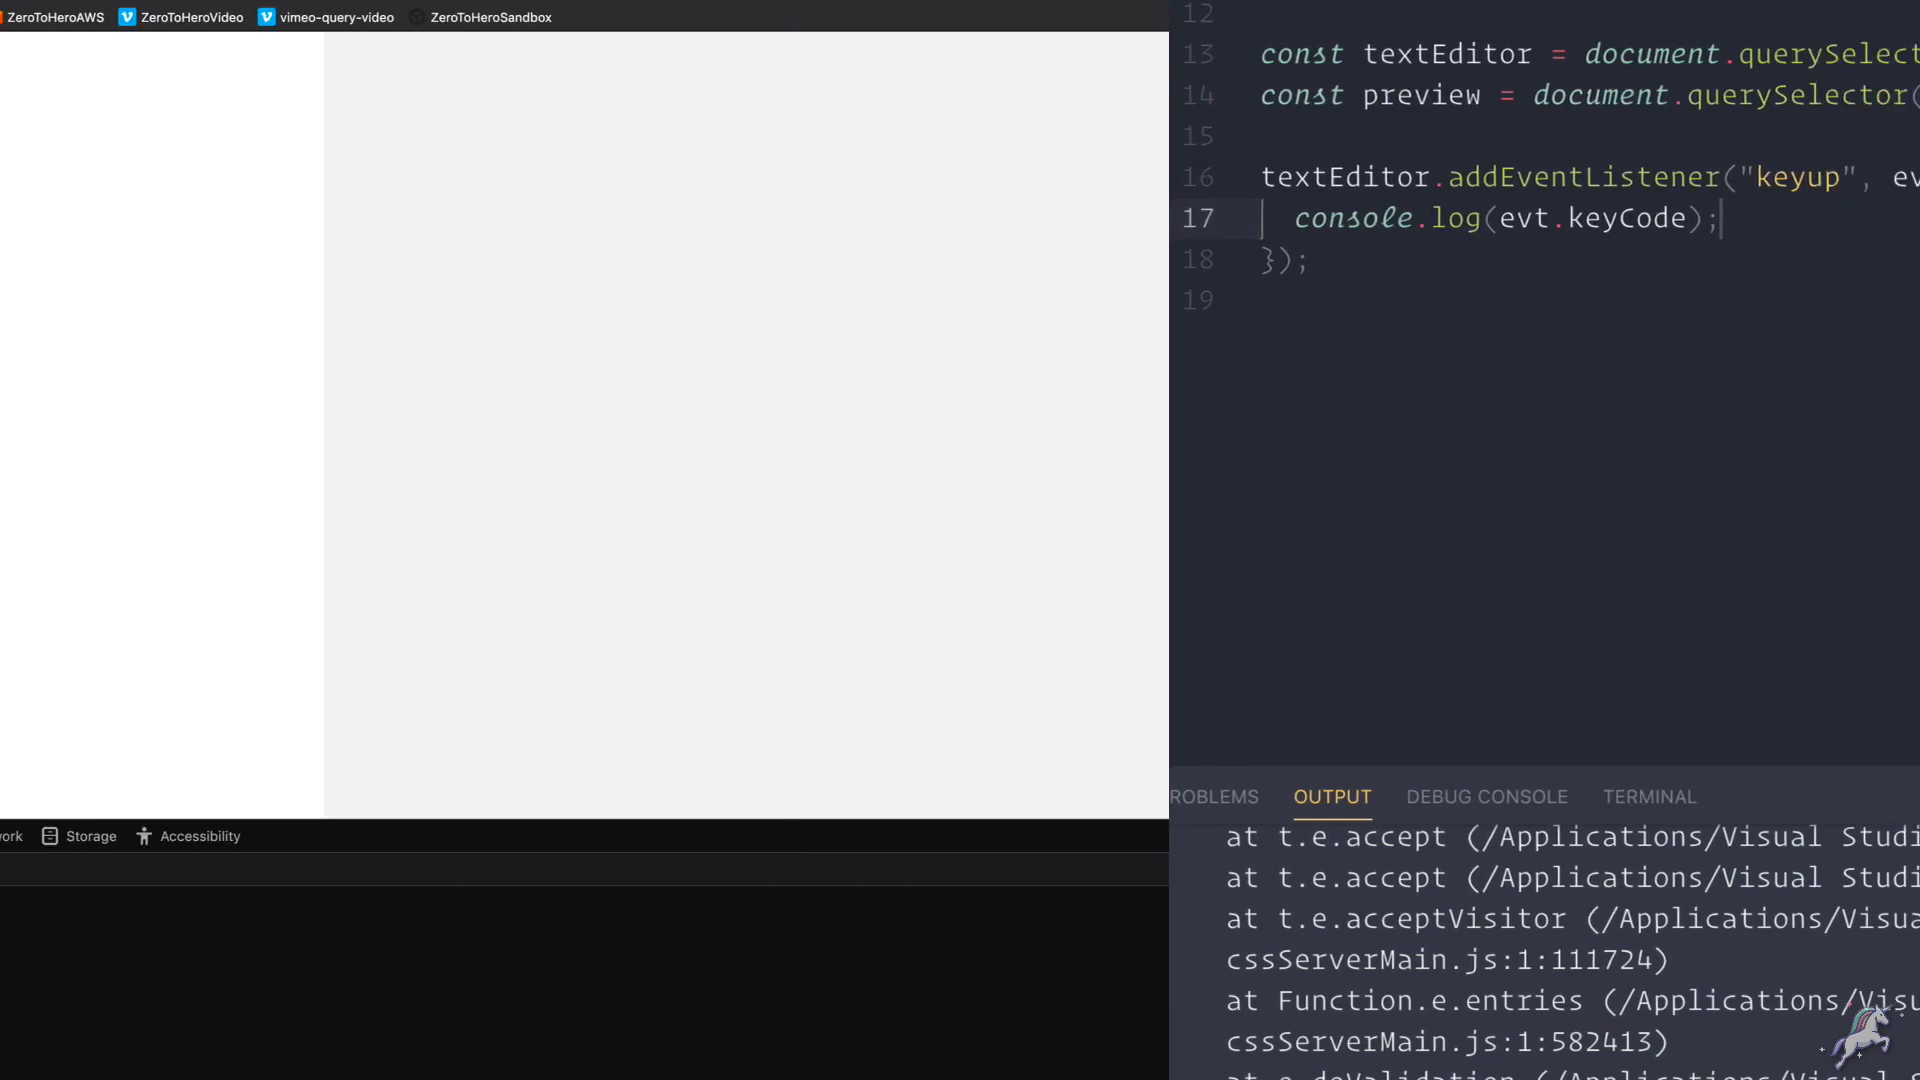 ZeroToHeroAWS ZeroToHeroVideo vimeo-query-video ZeroToHeroSandbox
12
13 const textEditor = document.querySelect
14 const preview = document.querySelector(
15
16 textEditor.addEventListener("keyup", ev
17 console.log(evt.keyCode);
18 });
19
ork Storage Accessibility
ROBLEMS OUTPUT DEBUG CONSOLE TERMINAL
at t.e.accept (/Applications/Visual Studi
at t.e.accept (/Applications/Visual Studi
at t.e.acceptVisitor (/Applications/Visua
cssServerMain.js:1:111724)
at Function.e.entries (/Applications/Visu
cssServerMain.js:1:582413)